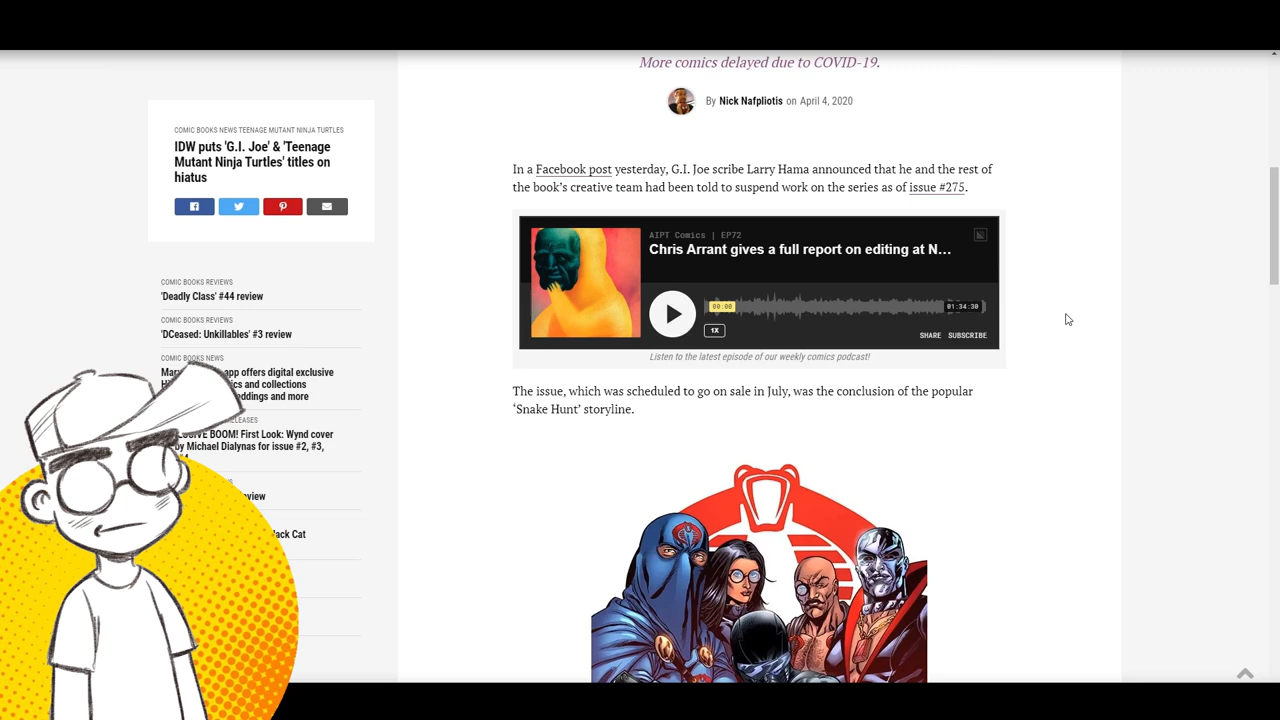 More comics delayed due to COVID-19.
By Nick Nafpliotis on April 4, 2020
COMIC BOOKS NEWS TEENAGE MUTANT NINJA TURTLES
IDW puts 'G.I. Joe' & 'Teenage
Mutant Ninja Turtles' titles on
hiatus
In a Facebook post yesterday, G.I. Joe scribe Larry Hama announced that he and the rest of
the book's creative team had been told to suspend work on the series as of issue #275.
AIPT Comics | EP72
Chris Arrant gives a full report on editing at N...
00:00
01:34:30
1X
SHARE SUBSCRIBE
Listen to the latest episode of our weekly comics podcast!
The issue, which was scheduled to go on sale in July, was the conclusion of the popular
'Snake Hunt' storyline.
COMIC BOOKS REVIEWS
'Deadly Class' #44 review
COMIC BOOKS REVIEWS
'DCeased: Unkillables' #3 review
COMIC BOOKS NEWS
app offers digital exclusive
and collections
and more
BOOM! First Look: Wynd cover
by Michael Dialynas for issue #2, #3,
Cat